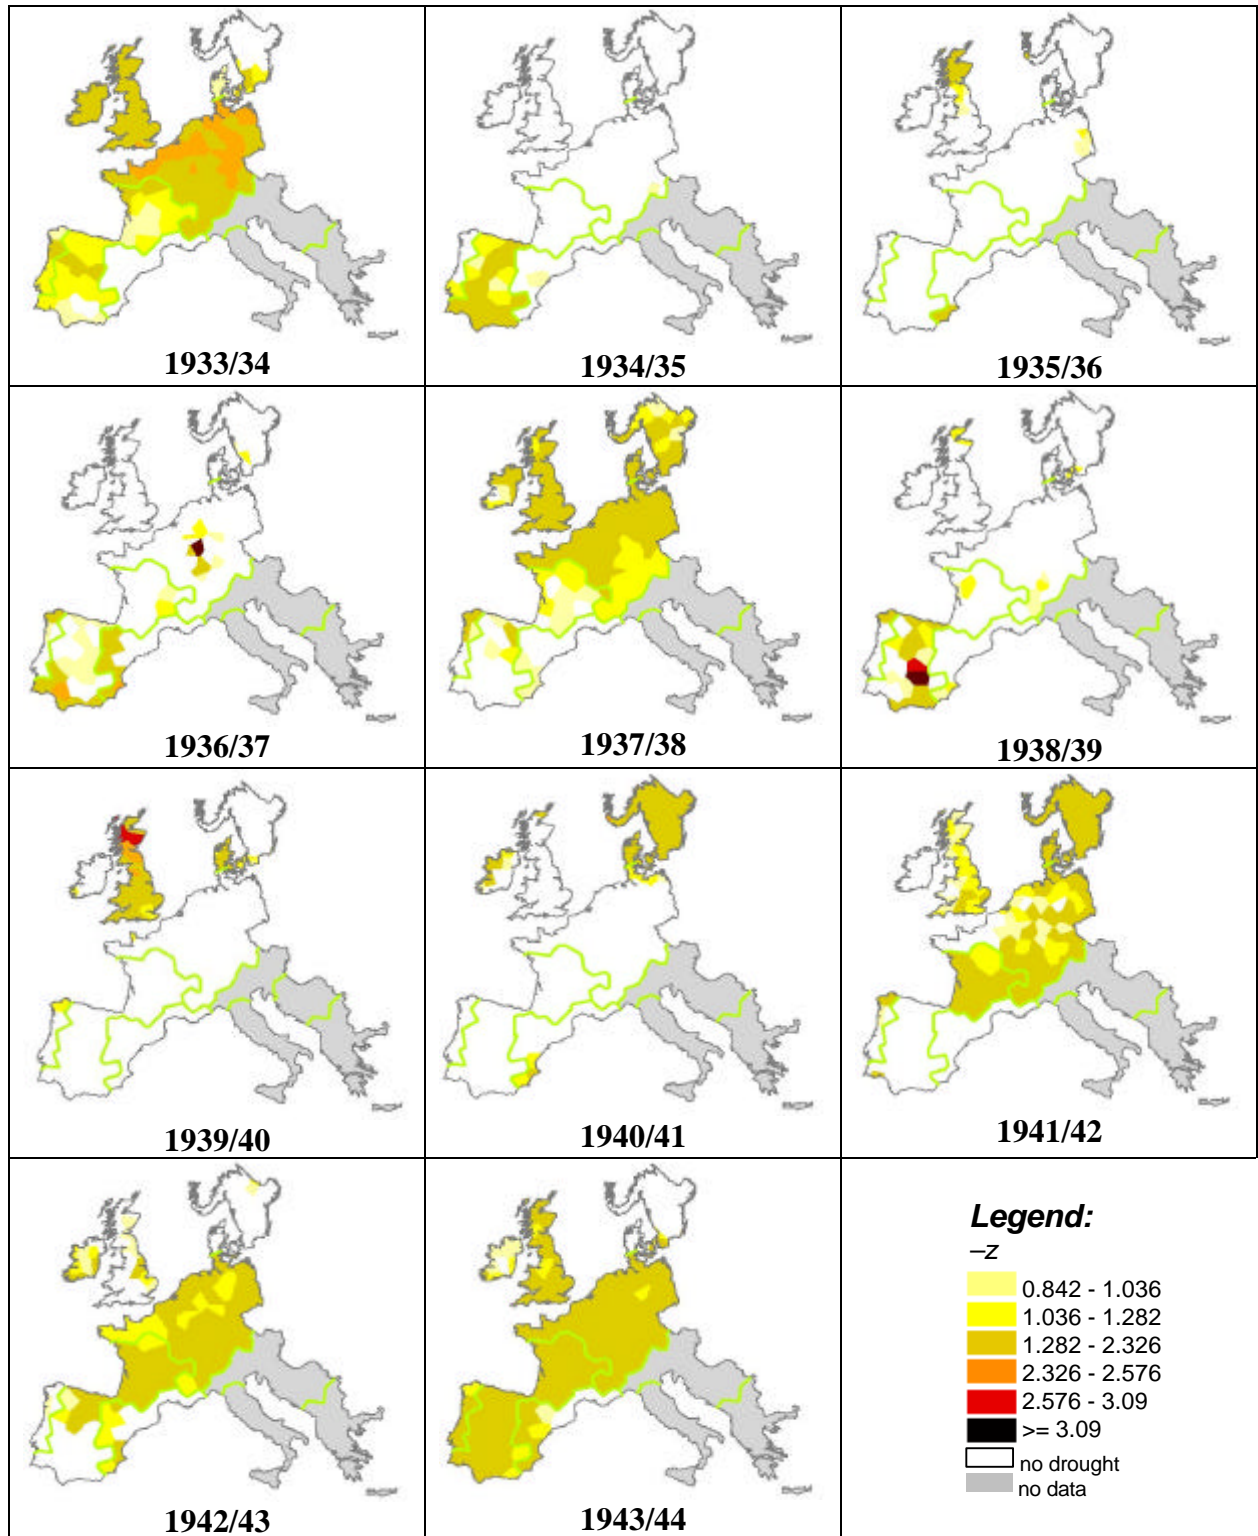 1933/34
1934/35
1935/36
1936/37
1937/38
1938/39
1939/40
1940/41
1941/42
1942/43
1943/44
Legend:
–z
0.842 - 1.036
1.036 - 1.282
1.282 - 2.326
2.326 - 2.576
2.576 - 3.09
>= 3.09
no drought
no data